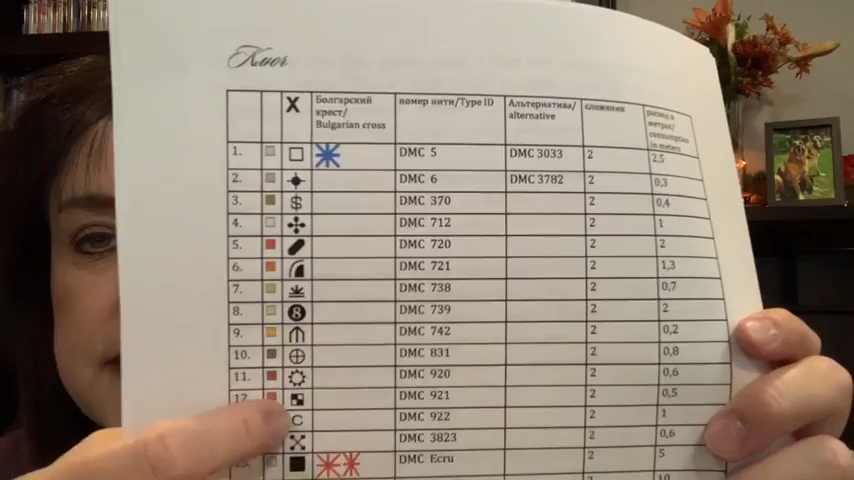 Ключ
X Болгарский крест/ Bulgarian cross номер нити/Type ID Альтернатива/ alternative сложения расход в метрах/ consumption in meters
1. DMC 5 DMC 3033 2 2,5
2. DMC 6 DMC 3782 2 0,3
3. $ DMC 370 2 0,4
4. DMC 712 2 1
5. DMC 720 2 2
6. DMC 721 2 1,3
7. DMC 738 2 0,7
8. 8 DMC 739 2 2
9. DMC 742 2 0,2
10. DMC 831 2 0,8
11. DMC 920 2 0,6
12. DMC 921 2 0,5
C DMC 922 2 1
DMC 3823 2 0,6
DMC Ecru 2 5
10